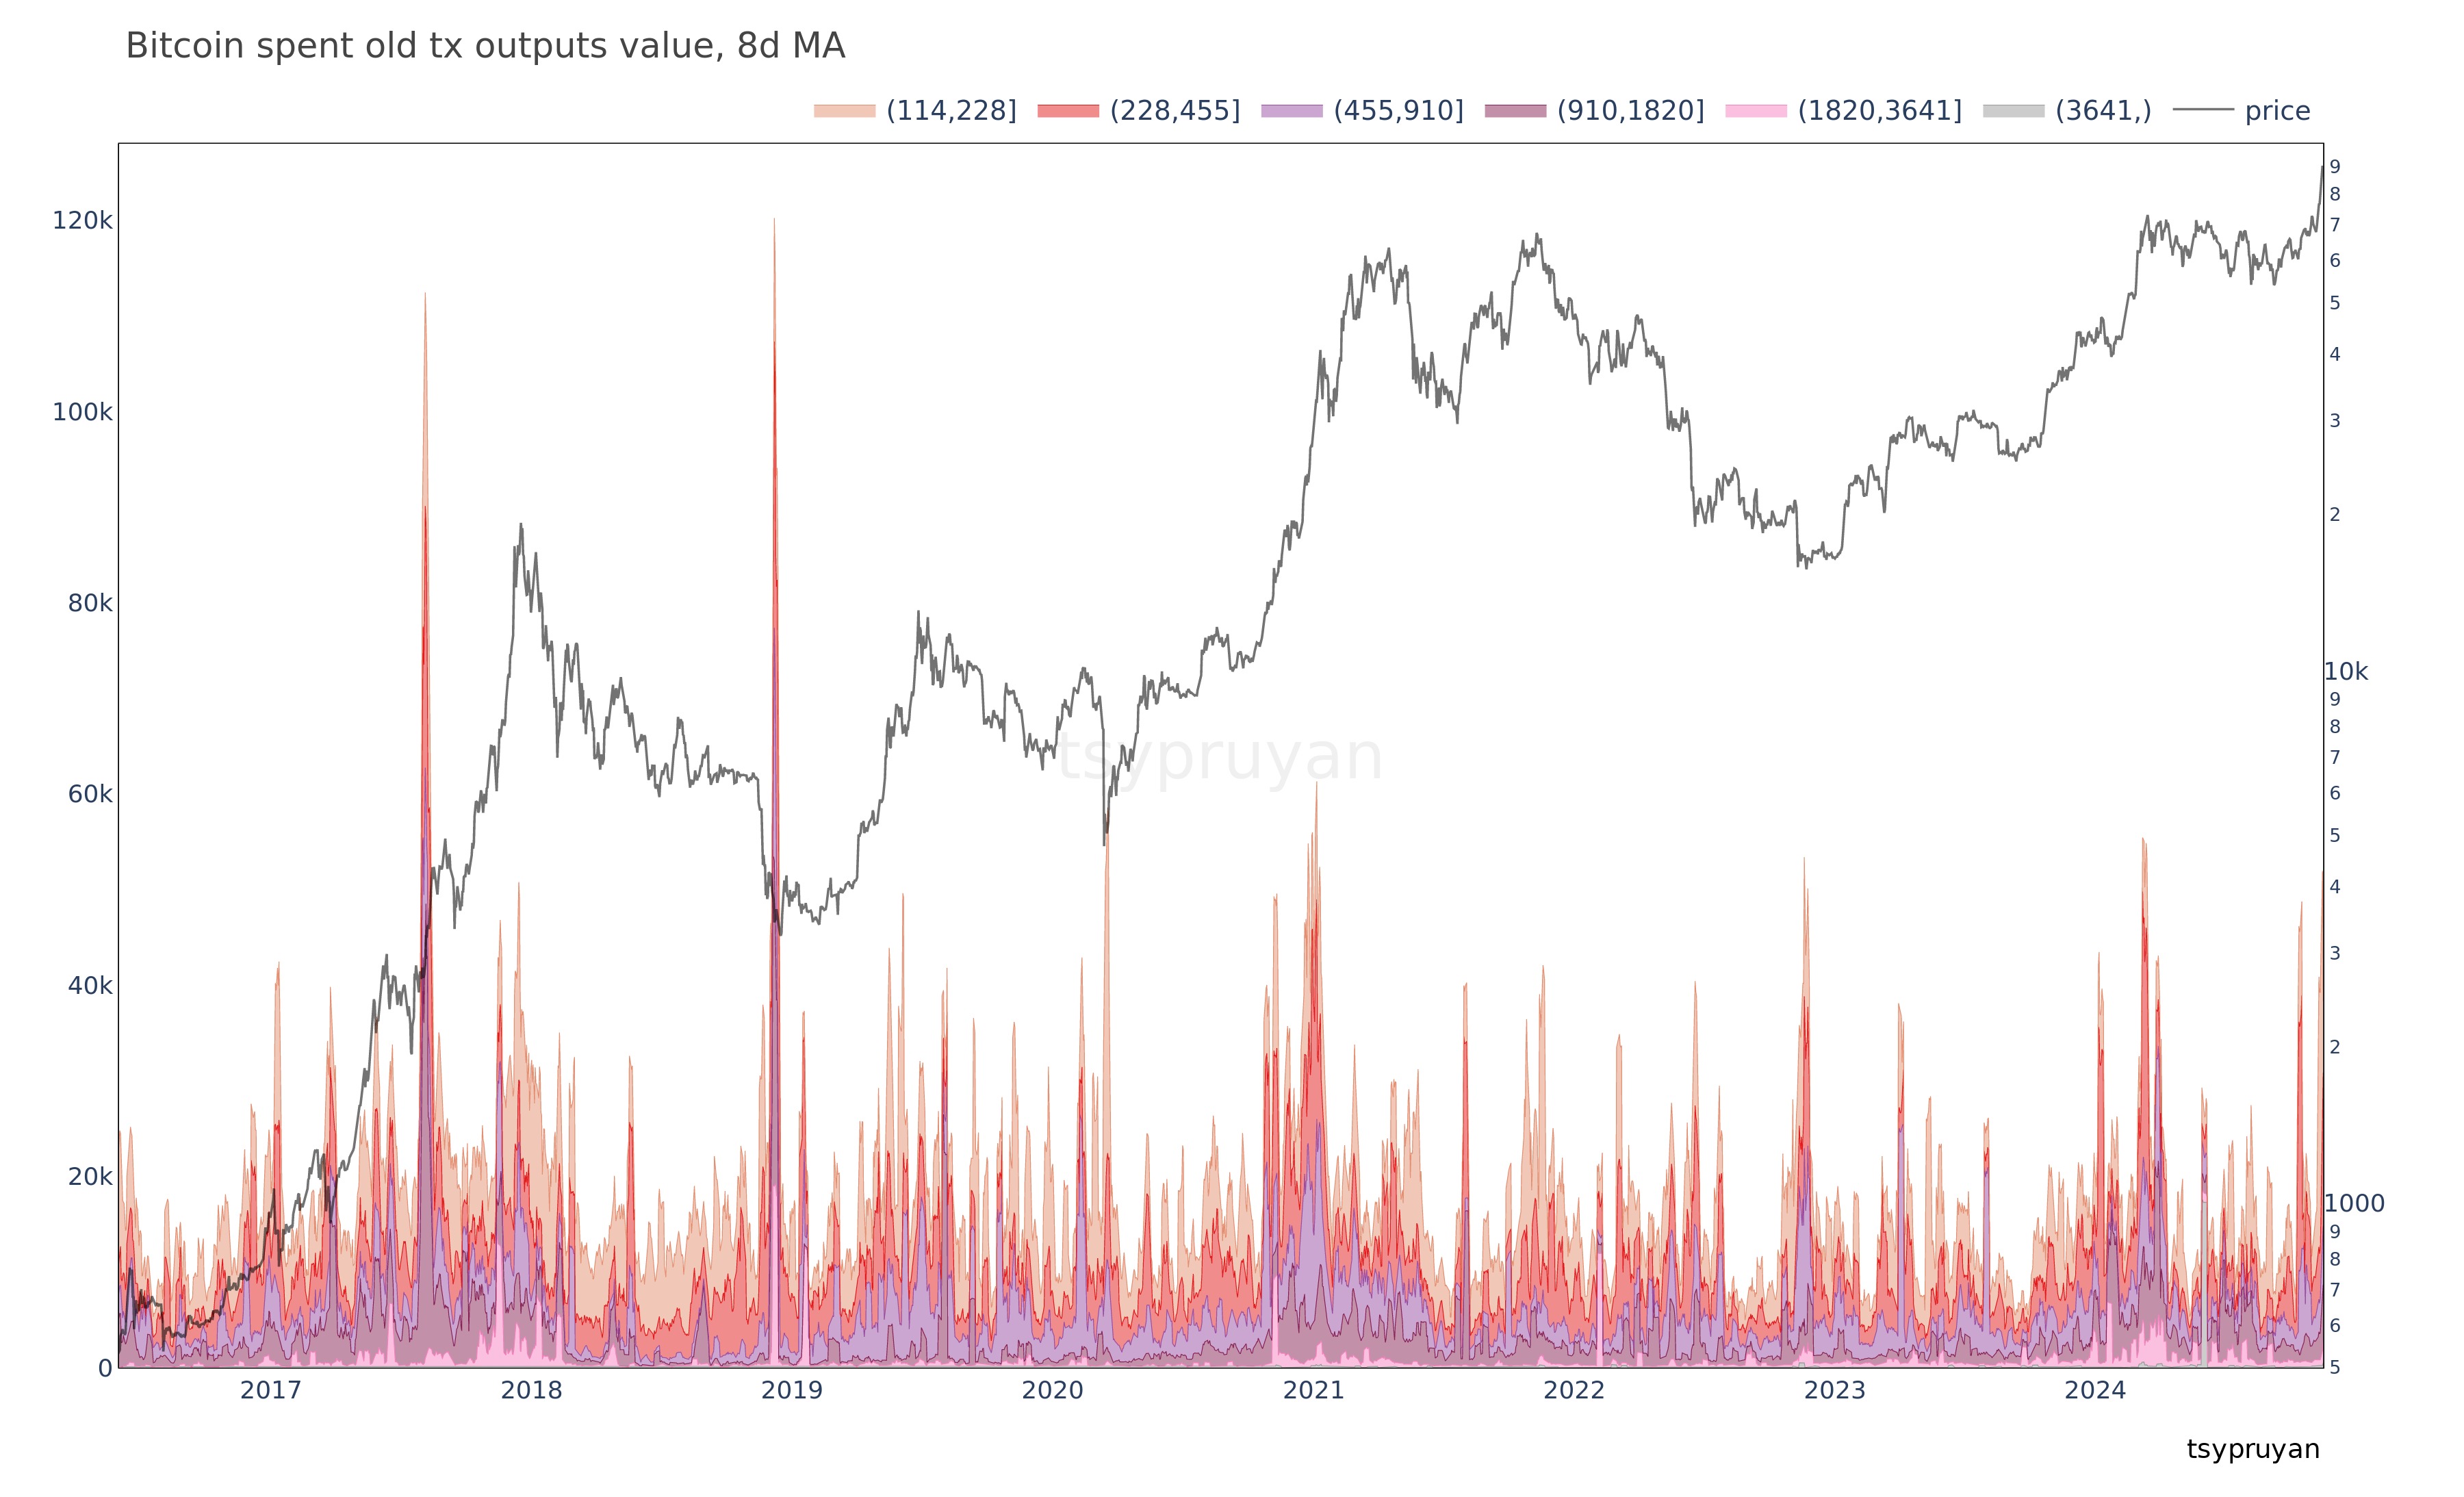 Bitcoin spent old tx outputs value, 8d MA
(114,228] (228,455] (455,910] (910,1820] (1820,3641] (3641,) price
120k
100k
80k
60k
40k
20k
0
9
8
7
6
5
4
3
2
10k
9
8
7
6
5
4
3
2
1000
9
8
7
6
5
tsypruyan
2017 2018 2019 2020 2021 2022 2023 2024
tsypruyan